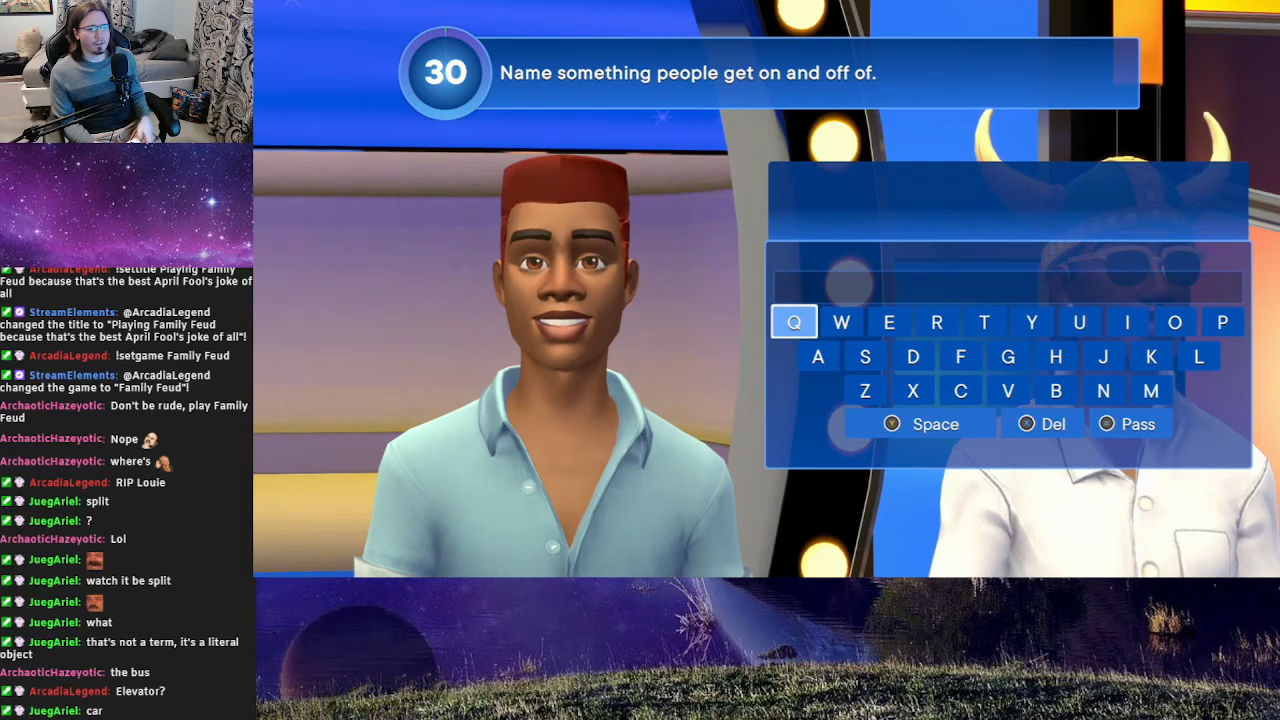 30
Name something people get on and off of.
Q W E R T Y U I O P
A S D F G H J K L
Z X C V B N M
Y Space X Del Pass
ArcadiaLegend: !settitle Playing Family
Feud because that's the best April Fool's joke of
all
StreamElements: @ArcadiaLegend
changed the title to "Playing Family Feud
because that's the best April Fool's joke of all"!
ArcadiaLegend: !setgame Family Feud
StreamElements: @ArcadiaLegend
changed the game to "Family Feud"!
ArchaoticHazeyotic: Don't be rude, play Family
Feud
ArchaoticHazeyotic: Nope
ArchaoticHazeyotic: where's
ArcadiaLegend: RIP Louie
JuegAriel: split
JuegAriel: ?
ArchaoticHazeyotic: Lol
JuegAriel:
JuegAriel: watch it be split
JuegAriel:
JuegAriel: what
JuegAriel: that's not a term, it's a literal
object
ArchaoticHazeyotic: the bus
ArcadiaLegend: Elevator?
JuegAriel: car